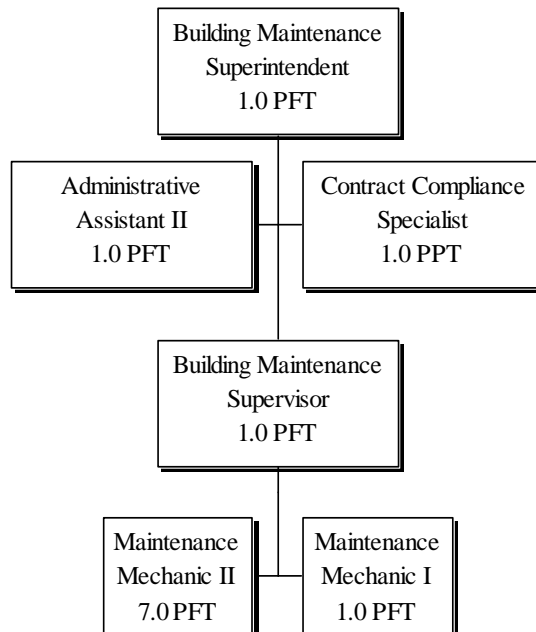 Building Maintenance
Superintendent
1.0 PFT
Administrative
Assistant II
1.0 PFT
Contract Compliance
Specialist
1.0 PPT
Building Maintenance
Supervisor
1.0 PFT
Maintenance
Mechanic II
7.0 PFT
Maintenance
Mechanic I
1.0 PFT